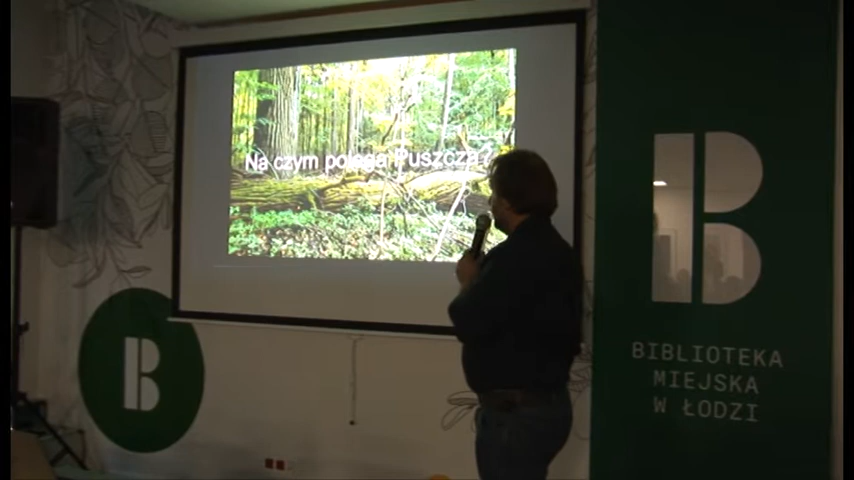 Na czym polega Puszcza?
B
B
BIBLIOTEKA
MIEJSKA
W ŁODZI